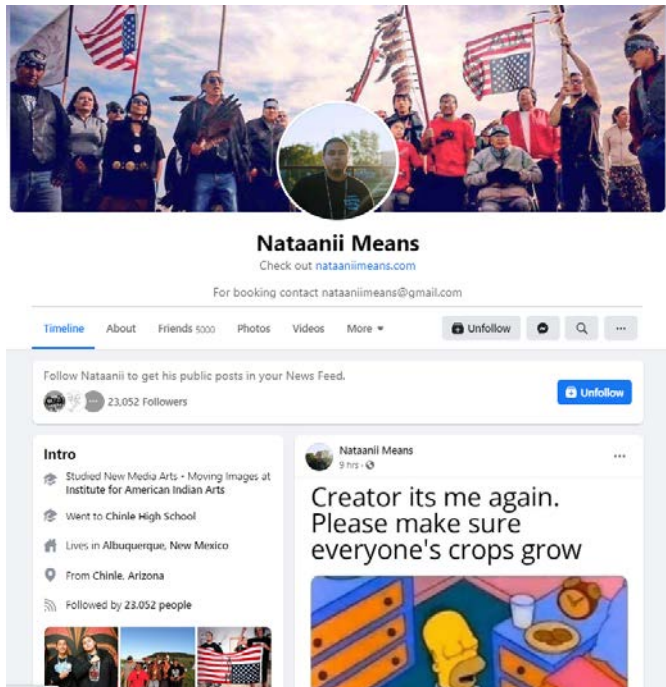 Nataanii Means
Check out nataaniimeans.com
For booking contact nataaniimeans@gmail.com
Timeline About Friends 5000 Photos Videos More Unfollow
Follow Nataanii to get his public posts in your News Feed.
23,052 Followers
Unfollow
Intro
Studied New Media Arts • Moving Images at
Institute for American Indian Arts
Went to Chinle High School
Lives in Albuquerque, New Mexico
From Chinle, Arizona
Followed by 23,052 people
Nataanii Means
9 hrs ·
Creator its me again.
Please make sure
everyone's crops grow